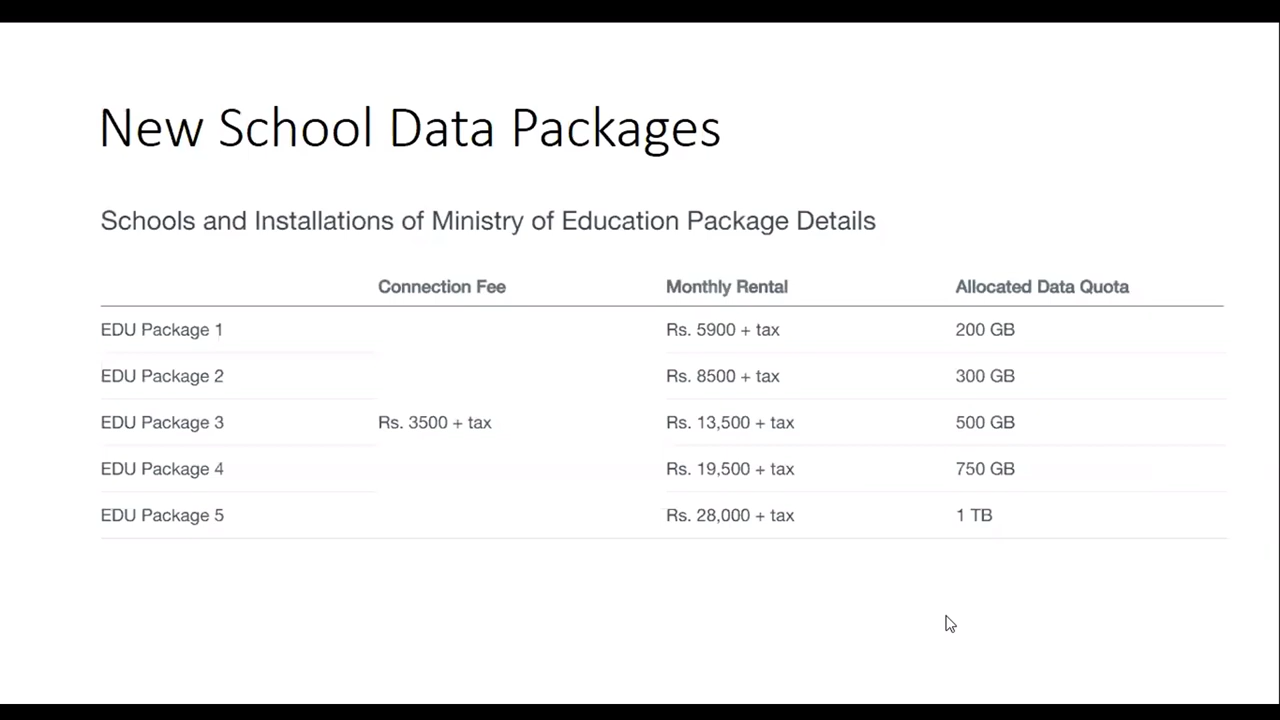 New School Data Packages
Schools and Installations of Ministry of Education Package Details
Connection Fee Monthly Rental Allocated Data Quota
EDU Package 1 Rs. 5900 + tax 200 GB
EDU Package 2 Rs. 8500 + tax 300 GB
EDU Package 3 Rs. 3500 + tax Rs. 13,500 + tax 500 GB
EDU Package 4 Rs. 19,500 + tax 750 GB
EDU Package 5 Rs. 28,000 + tax 1 TB